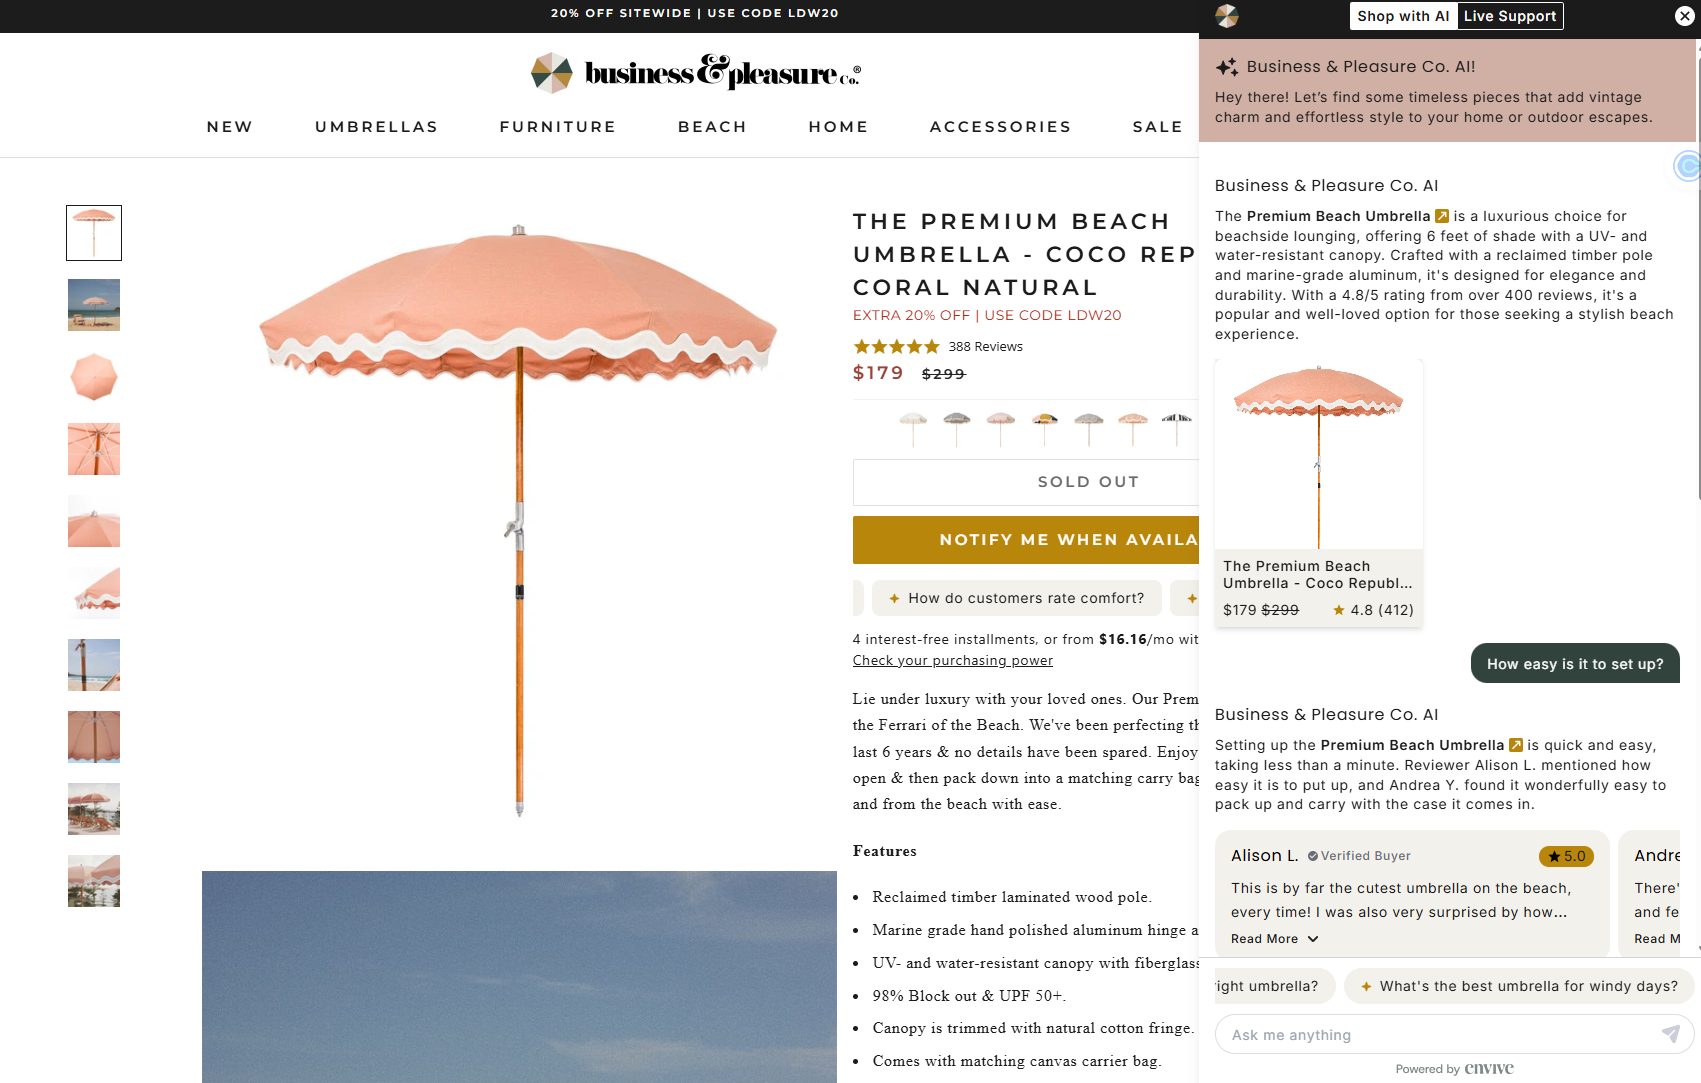 20% OFF SITEWIDE | USE CODE LDW20
business & pleasure Co.®
NEW UMBRELLAS FURNITURE BEACH HOME ACCESSORIES SALE
THE PREMIUM BEACH
UMBRELLA - COCO REP
CORAL NATURAL
EXTRA 20% OFF | USE CODE LDW20
388 Reviews
$179 $299
SOLD OUT
NOTIFY ME WHEN AVAILA
How do customers rate comfort?
4 interest-free installments, or from $16.16/mo wit
Check your purchasing power
Lie under luxury with your loved ones. Our Prem
the Ferrari of the Beach. We've been perfecting th
last 6 years & no details have been spared. Enjoy
open & then pack down into a matching carry bag
and from the beach with ease.
Features
Reclaimed timber laminated wood pole.
Marine grade hand polished aluminum hinge a
UV- and water-resistant canopy with fiberglass
98% Block out & UPF 50+.
Canopy is trimmed with natural cotton fringe.
Comes with matching canvas carrier bag.
Shop with AI Live Support
Business & Pleasure Co. AI!
Hey there! Let’s find some timeless pieces that add vintage
charm and effortless style to your home or outdoor escapes.
Business & Pleasure Co. AI
The Premium Beach Umbrella is a luxurious choice for
beachside lounging, offering 6 feet of shade with a UV- and
water-resistant canopy. Crafted with a reclaimed timber pole
and marine-grade aluminum, it's designed for elegance and
durability. With a 4.8/5 rating from over 400 reviews, it's a
popular and well-loved option for those seeking a stylish beach
experience.
The Premium Beach
Umbrella - Coco Republ...
$179 $299 4.8 (412)
How easy is it to set up?
Business & Pleasure Co. AI
Setting up the Premium Beach Umbrella is quick and easy,
taking less than a minute. Reviewer Alison L. mentioned how
easy it is to put up, and Andrea Y. found it wonderfully easy to
pack up and carry with the case it comes in.
Alison L. Verified Buyer 5.0
This is by far the cutest umbrella on the beach,
every time! I was also very surprised by how...
Read More
Andre
There'
and fe
Read M
ight umbrella?
What's the best umbrella for windy days?
Ask me anything
Powered by envive